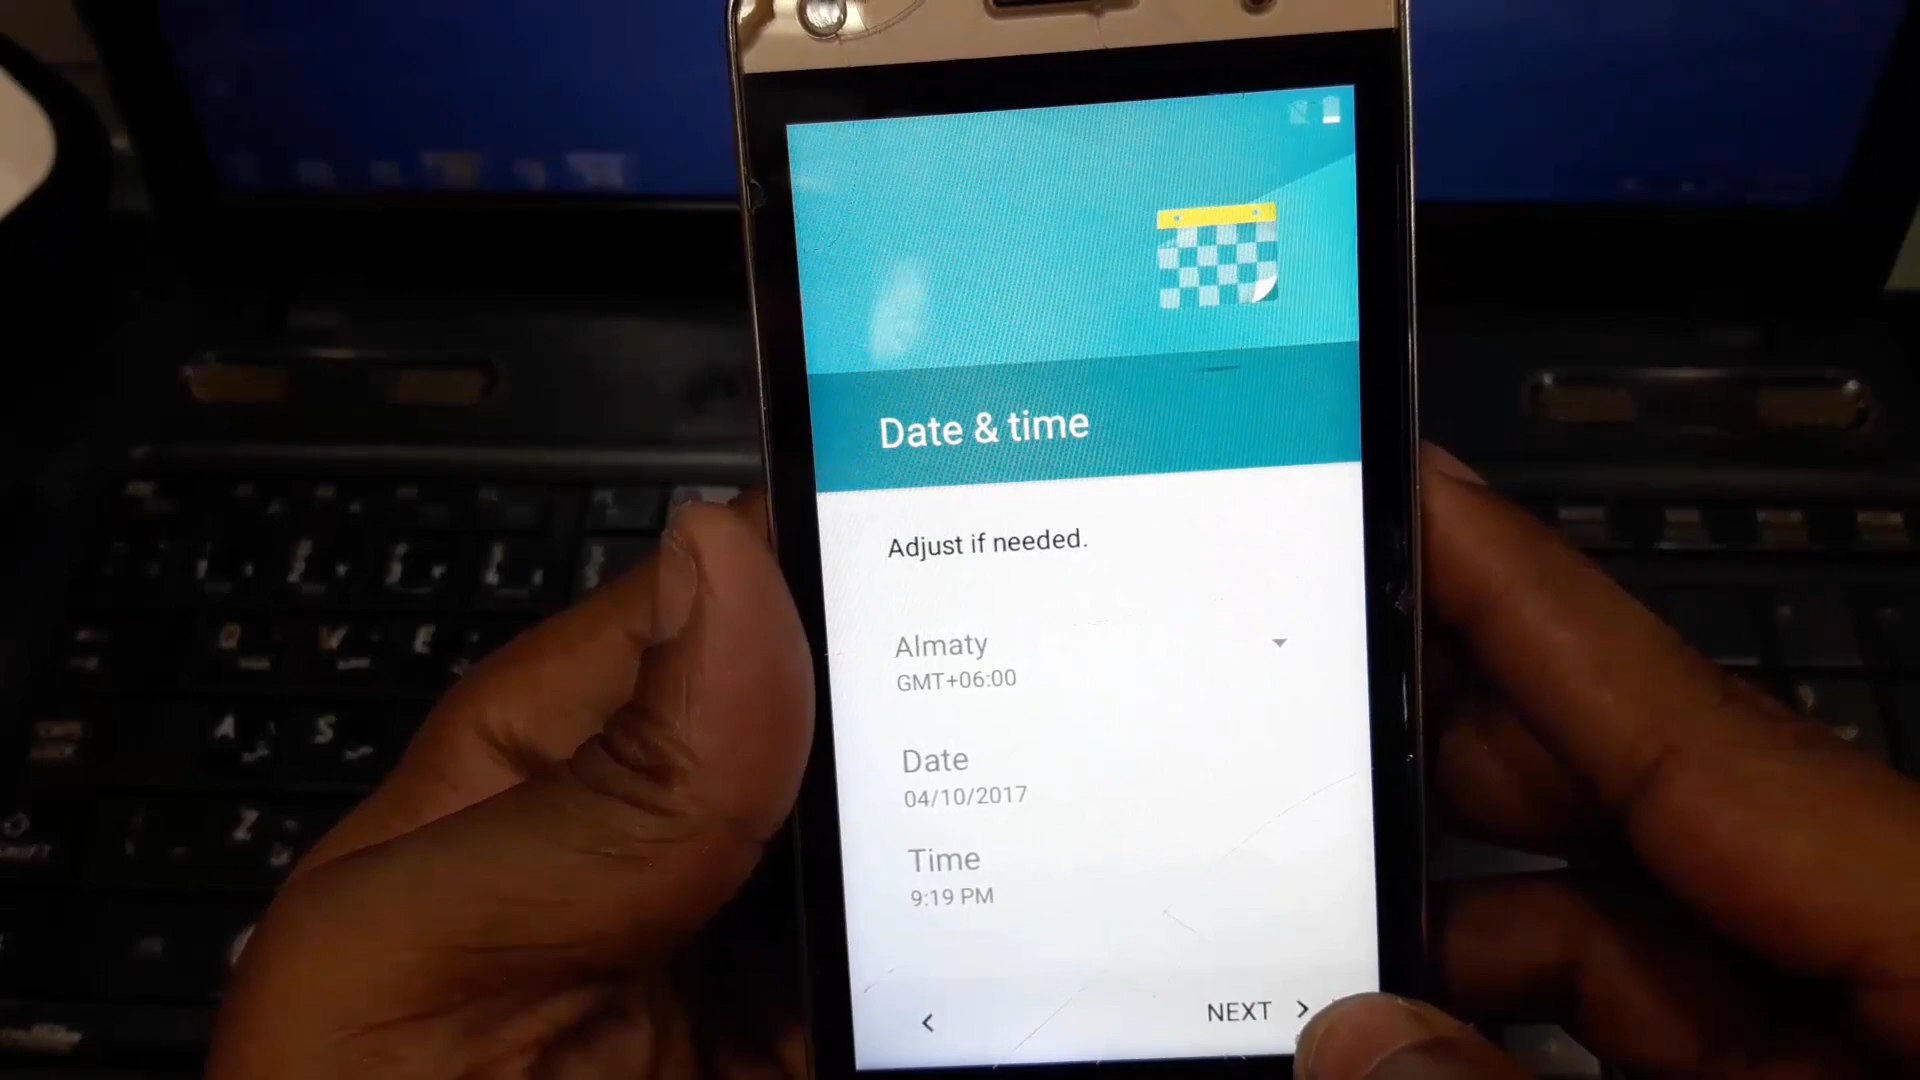 Date & time
Adjust if needed.
Almaty
GMT+06:00
Date
04/10/2017
Time
9:19 PM
NEXT
Q
E
A
S
Z